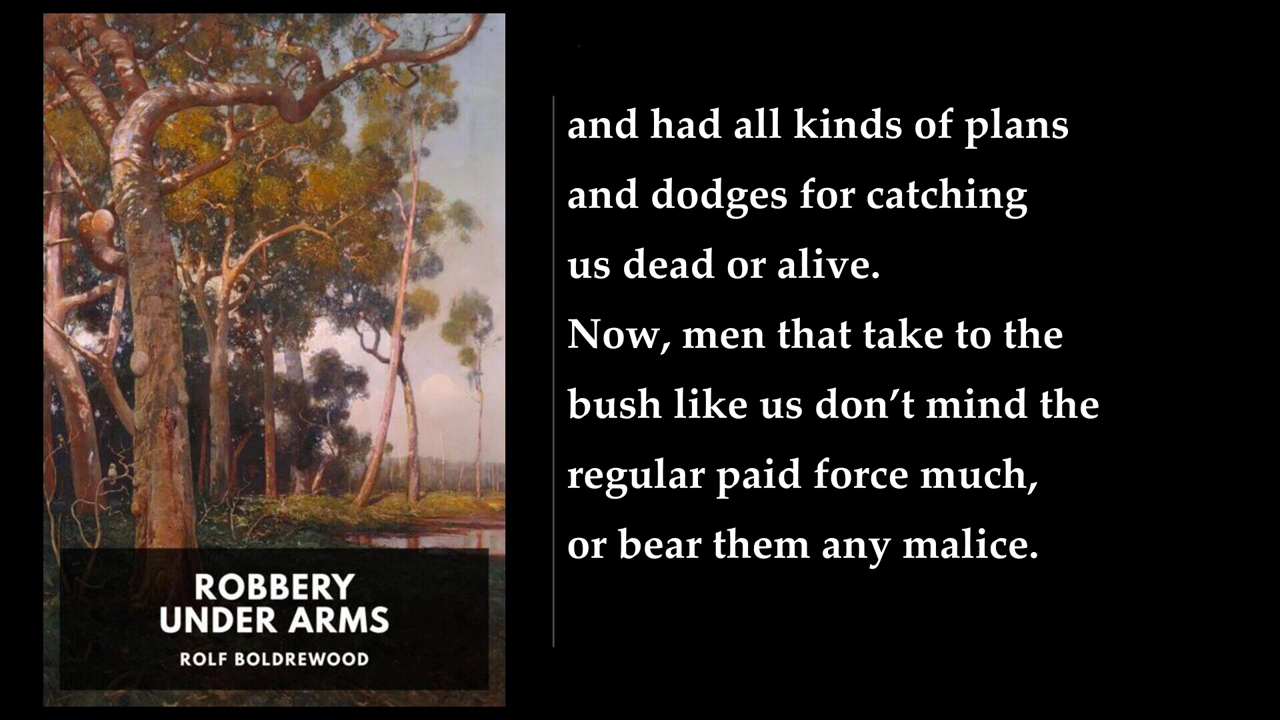 ROBBERY
UNDER ARMS
ROLF BOLDREWOOD
and had all kinds of plans
and dodges for catching
us dead or alive.
Now, men that take to the
bush like us don’t mind the
regular paid force much,
or bear them any malice.